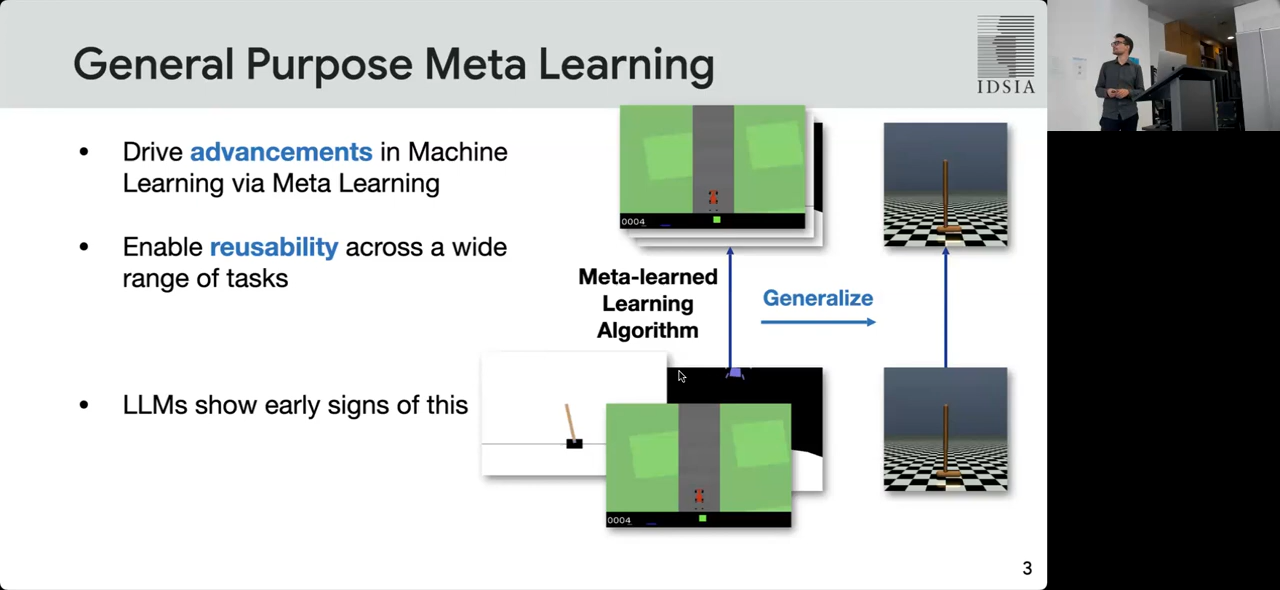 General Purpose Meta Learning
IDSIA
• Drive advancements in Machine
Learning via Meta Learning
• Enable reusability across a wide
range of tasks
• LLMs show early signs of this
0004
Meta-learned
Learning
Algorithm
Generalize
0004
3